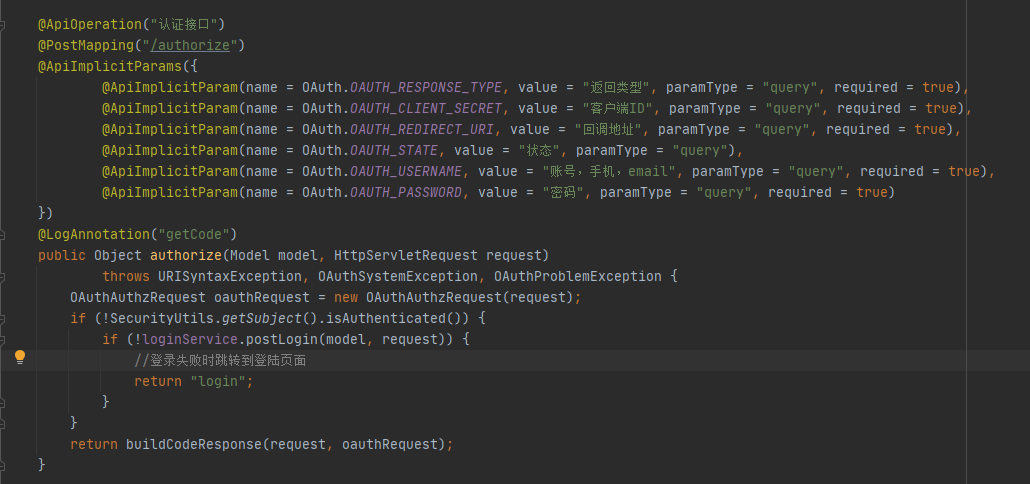 @ApiOperation("认证接口")
@PostMapping("/authorize")
@ApiImplicitParams({
        @ApiImplicitParam(name = OAuth.OAUTH_RESPONSE_TYPE, value = "返回类型", paramType = "query", required = true),
        @ApiImplicitParam(name = OAuth.OAUTH_CLIENT_SECRET, value = "客户端ID", paramType = "query", required = true),
        @ApiImplicitParam(name = OAuth.OAUTH_REDIRECT_URI, value = "回调地址", paramType = "query", required = true),
        @ApiImplicitParam(name = OAuth.OAUTH_STATE, value = "状态", paramType = "query"),
        @ApiImplicitParam(name = OAuth.OAUTH_USERNAME, value = "账号，手机，email", paramType = "query", required = true),
        @ApiImplicitParam(name = OAuth.OAUTH_PASSWORD, value = "密码", paramType = "query", required = true)
})
@LogAnnotation("getCode")
public Object authorize(Model model, HttpServletRequest request)
        throws URISyntaxException, OAuthSystemException, OAuthProblemException {
    OAuthAuthzRequest oauthRequest = new OAuthAuthzRequest(request);
    if (!SecurityUtils.getSubject().isAuthenticated()) {
        if (!loginService.postLogin(model, request)) {
            //登录失败时跳转到登陆页面
            return "login";
        }
    }
    return buildCodeResponse(request, oauthRequest);
}